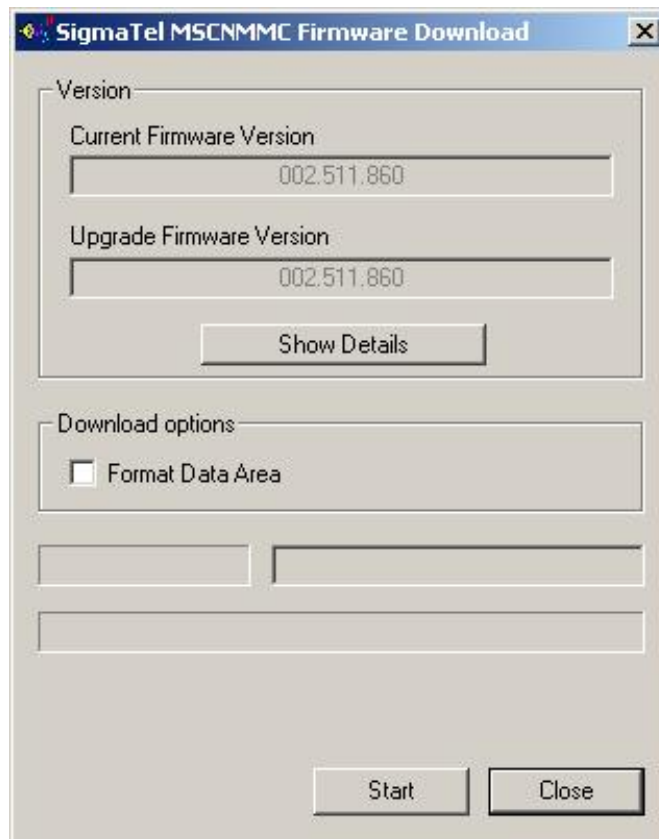 SigmaTel MSCNMMC Firmware Download
Version
Current Firmware Version
002.511.860
Upgrade Firmware Version
002.511.860
Show Details
Download options
Format Data Area
Start
Close